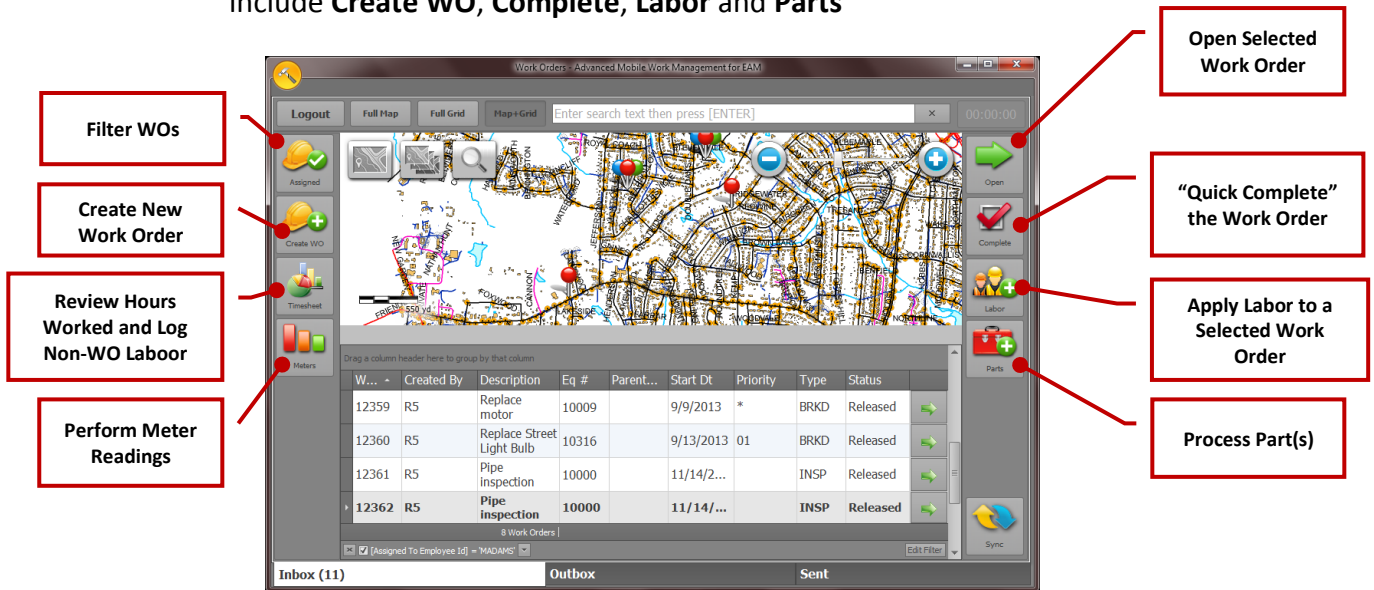 include Create WO, Complete, Labor and Parts
Open Selected
Work Order
Filter WOs
Create New
Work Order
Review Hours
Worked and Log
Non-WO Laboor
Perform Meter
Readings
"Quick Complete"
the Work Order
Apply Labor to a
Selected Work
Order
Process Part(s)
Work Orders - Advanced Mobile Work Management for EAM
Logout Full Map Full Grid Map+Grid Enter search text then press [ENTER] × 00:00:00
Assigned
Create WO
Timesheet
Meters
Open
Complete
Labor
Parts
Sync
550 yd
CANNON
LAKESIDE
Drag a column header here to group by that column
W... Created By Description Eq # Parent... Start Dt Priority Type Status
12359 R5 Replace motor 10009 9/9/2013 * BRKD Released
12360 R5 Replace Street Light Bulb 10316 9/13/2013 01 BRKD Released
12361 R5 Pipe inspection 10000 11/14/2... INSP Released
12362 R5 Pipe inspection 10000 11/14/... INSP Released
8 Work Orders
[Assigned To Employee Id] = 'MADAMS' Edit Filter
Inbox (11) Outbox Sent